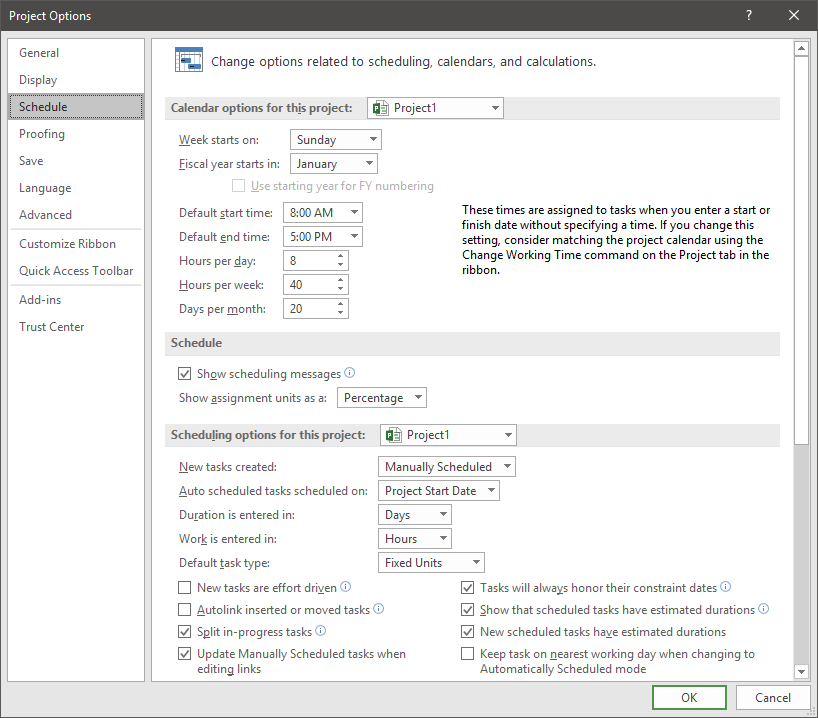 Project Options
?
General
Display
Schedule
Proofing
Save
Language
Advanced
Customize Ribbon
Quick Access Toolbar
Add-ins
Trust Center
Change options related to scheduling, calendars, and calculations.
Calendar options for this project: Project1
Week starts on: Sunday
Fiscal year starts in: January
Use starting year for FY numbering
Default start time: 8:00 AM
Default end time: 5:00 PM
Hours per day: 8
Hours per week: 40
Days per month: 20
These times are assigned to tasks when you enter a start or
finish date without specifying a time. If you change this
setting, consider matching the project calendar using the
Change Working Time command on the Project tab in the
ribbon.
Schedule
Show scheduling messages
Show assignment units as a: Percentage
Scheduling options for this project: Project1
New tasks created: Manually Scheduled
Auto scheduled tasks scheduled on: Project Start Date
Duration is entered in: Days
Work is entered in: Hours
Default task type: Fixed Units
New tasks are effort driven
Autolink inserted or moved tasks
Split in-progress tasks
Update Manually Scheduled tasks when
editing links
Tasks will always honor their constraint dates
Show that scheduled tasks have estimated durations
New scheduled tasks have estimated durations
Keep task on nearest working day when changing to
Automatically Scheduled mode
OK
Cancel